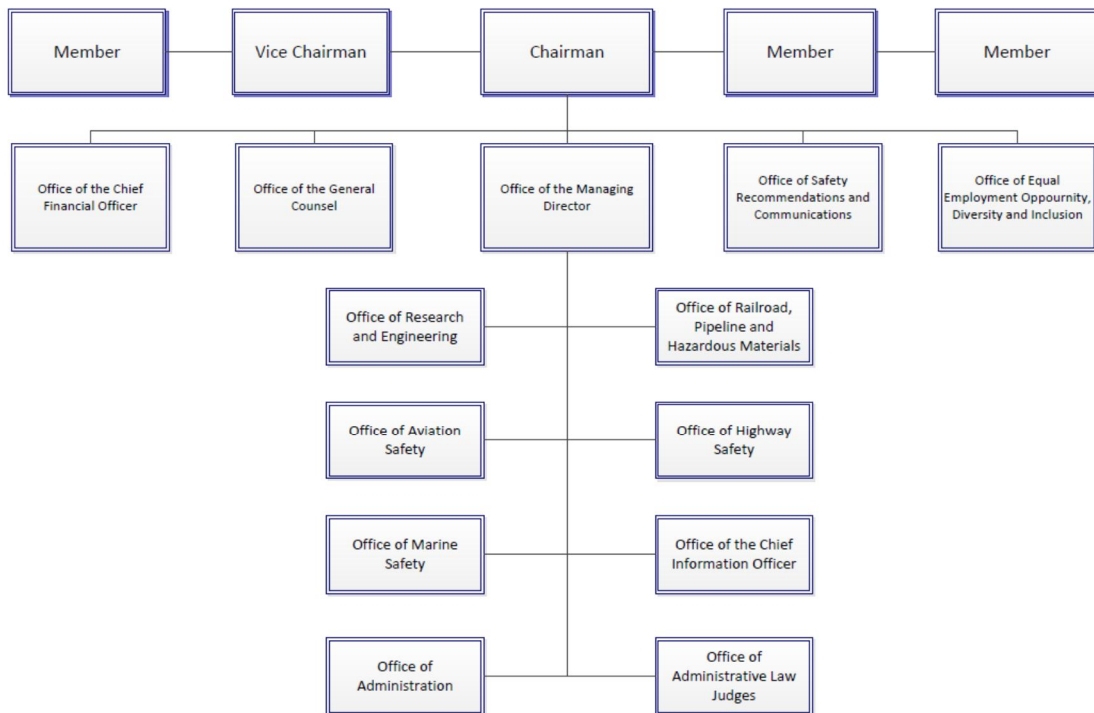 Member
Vice Chairman
Chairman
Member
Member
Office of the Chief
Financial Officer
Office of the General
Counsel
Office of the Managing
Director
Office of Safety
Recommendations and
Communications
Office of Equal
Employment Oppournity,
Diversity and Inclusion
Office of Research
and Engineering
Office of Railroad,
Pipeline and
Hazardous Materials
Office of Aviation
Safety
Office of Highway
Safety
Office of Marine
Safety
Office of the Chief
Information Officer
Office of
Administration
Office of
Administrative Law
Judges